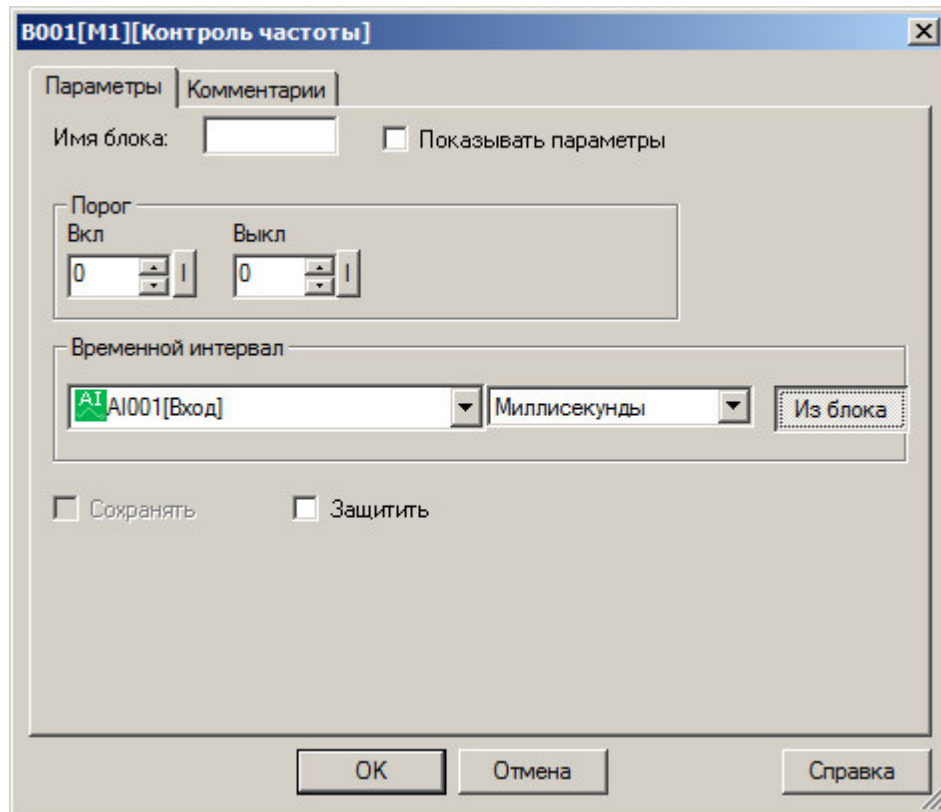 B001[M1][Контроль частоты]
Параметры Комментарии
Имя блока: Показывать параметры
Порог
Вкл Выкл
0 I 0 I
Временной интервал
AI AI001[Вход] Миллисекунды Из блока
Сохранять Защитить
OK Отмена Справка